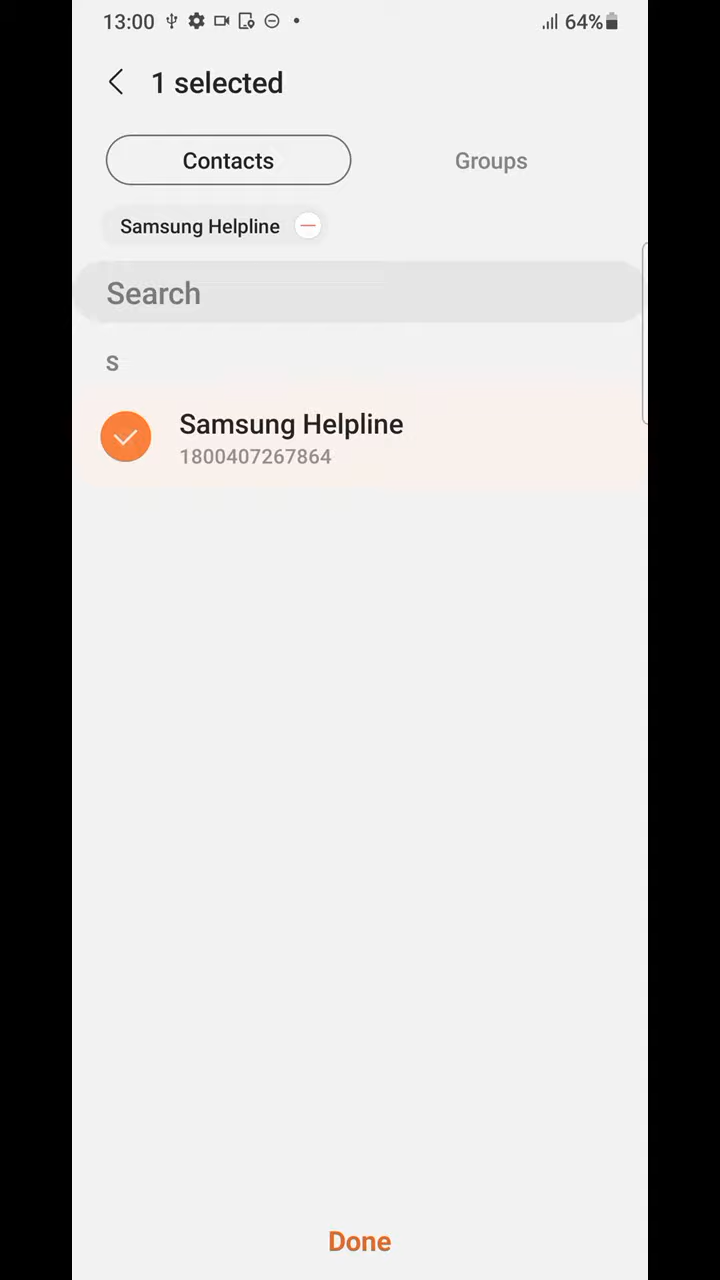 13:00 64%
1 selected
Contacts Groups
Samsung Helpline
Search
S
Samsung Helpline
1800407267864
Done